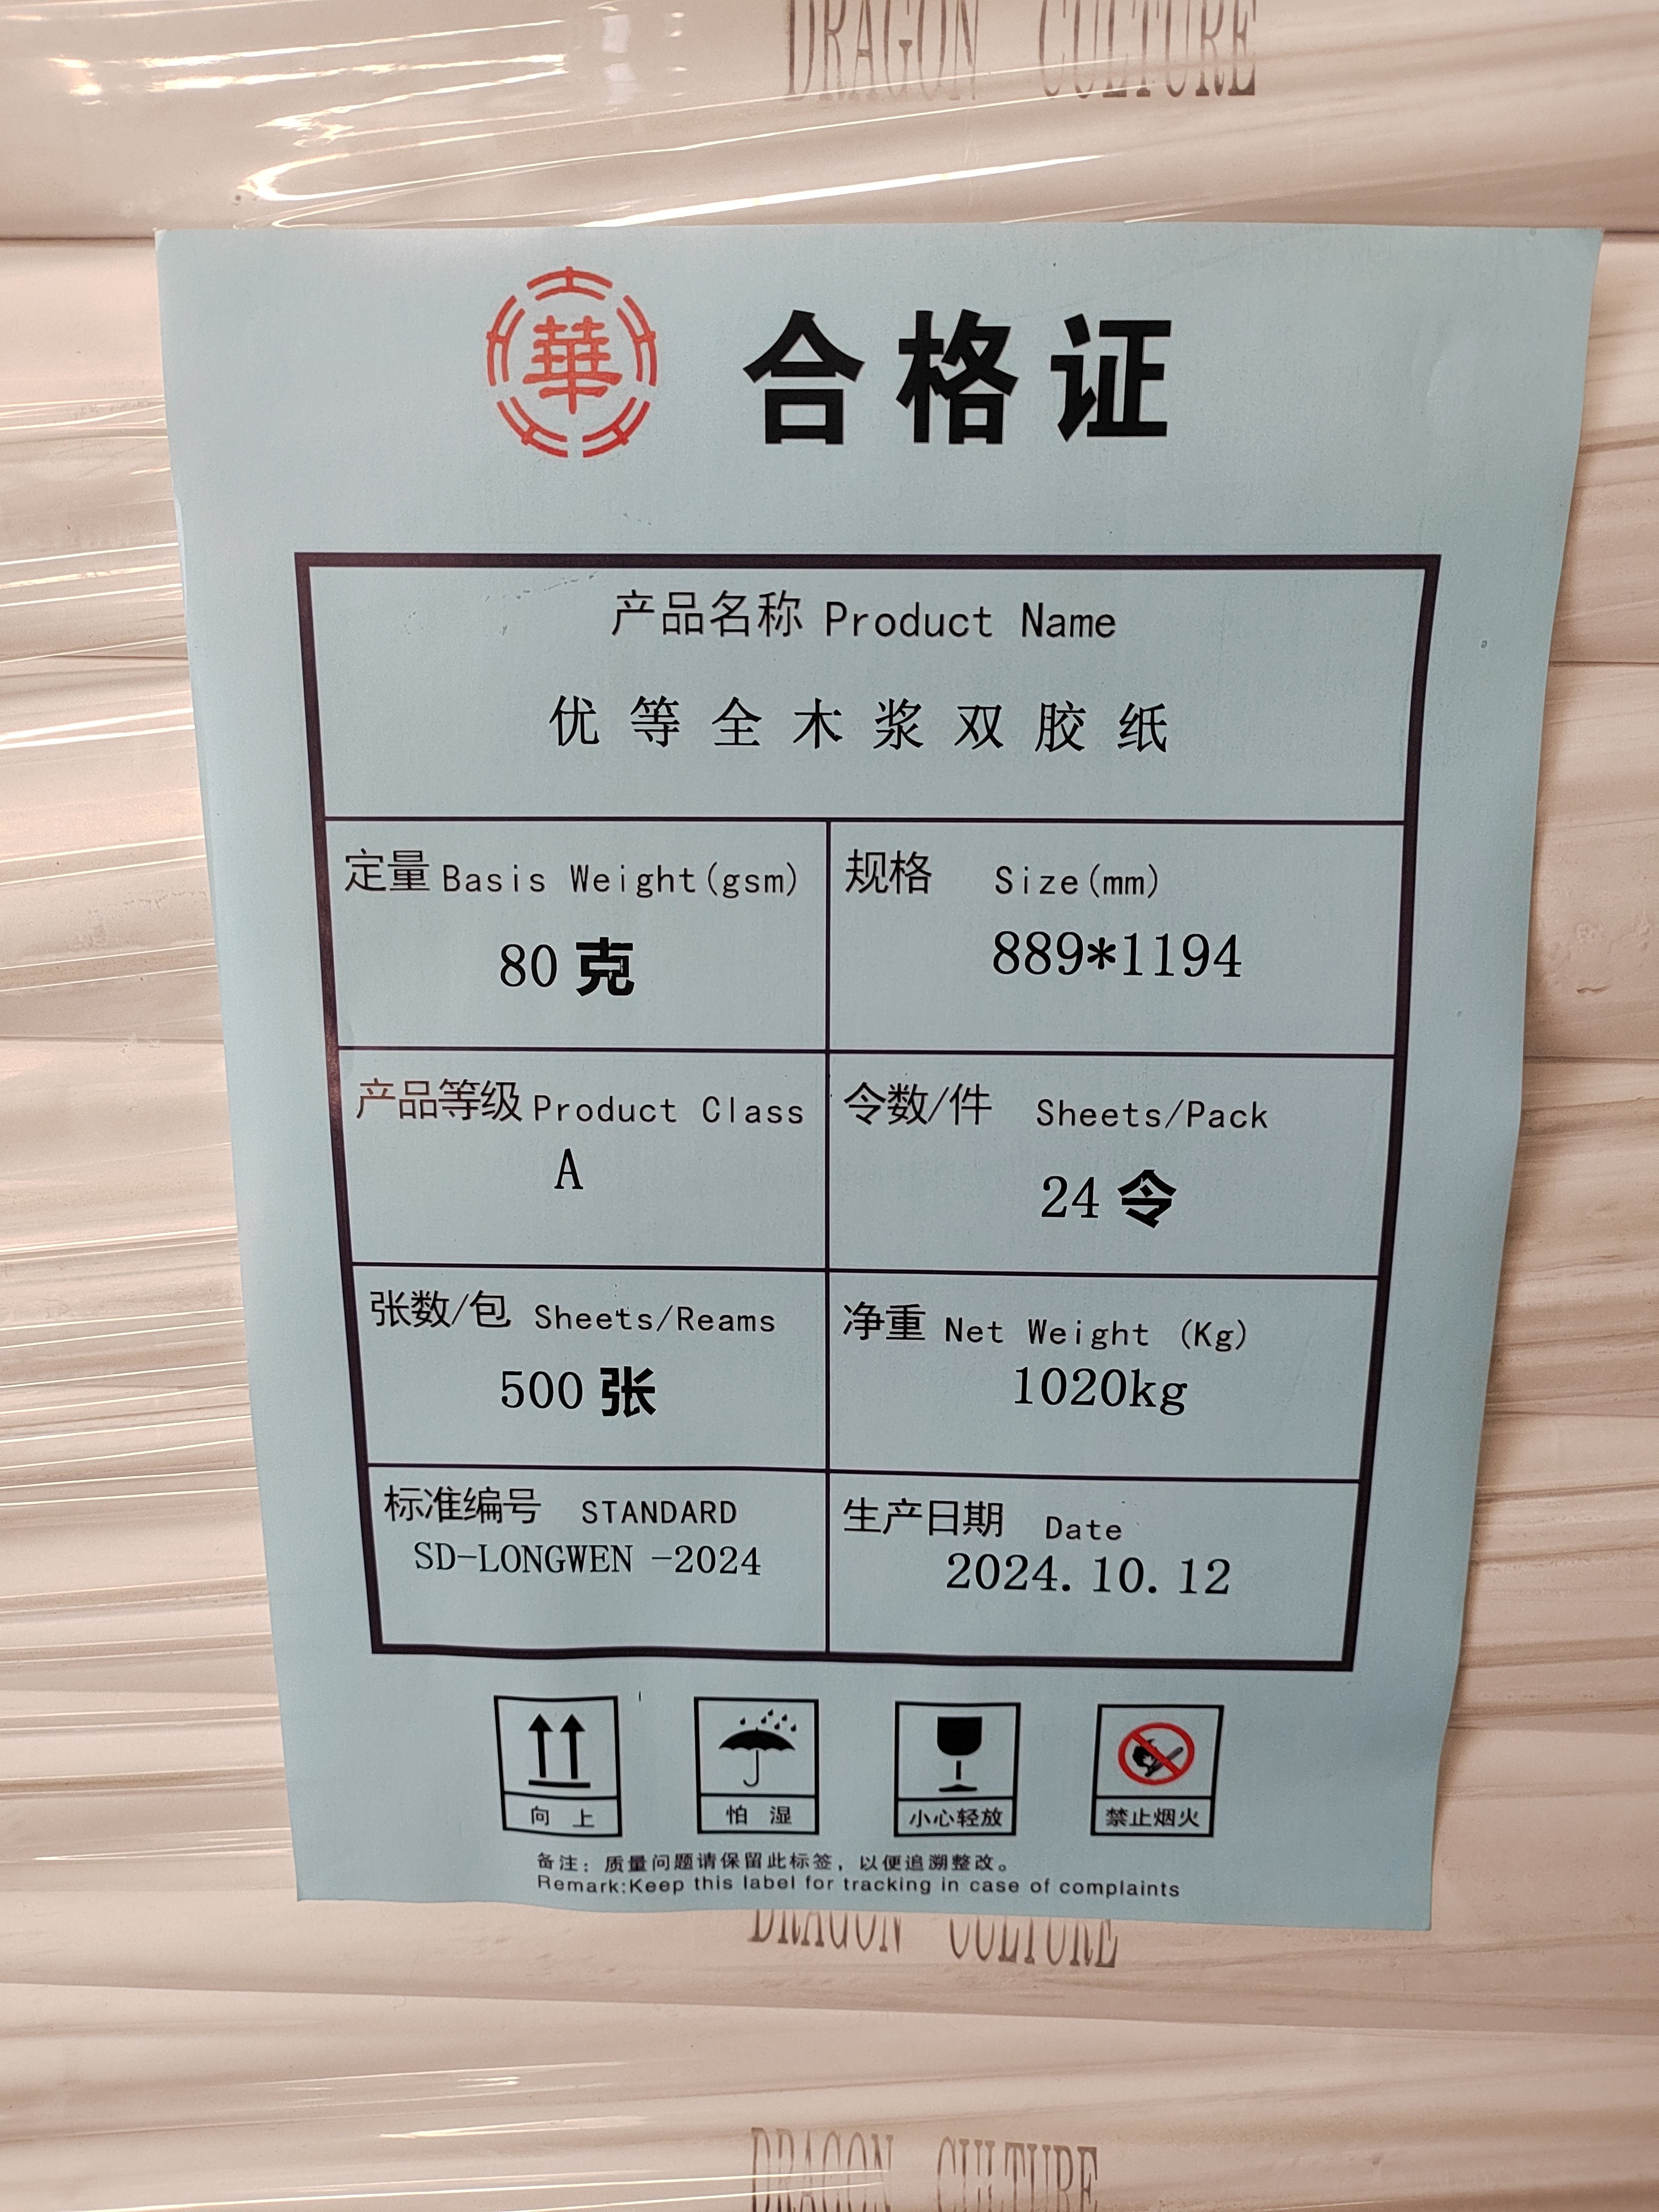 DRAGON CULTURE
華 合格证
产品名称 Product Name
优等全木浆双胶纸
定量 Basis Weight(gsm)
80 克
规格 Size(mm)
889*1194
产品等级 Product Class
A
令数/件 Sheets/Pack
24 令
张数/包 Sheets/Reams
500 张
净重 Net Weight (Kg)
1020kg
标准编号 STANDARD
SD-LONGWEN -2024
生产日期 Date
2024.10.12
向上
怕湿
小心轻放
禁止烟火
备注：质量问题请保留此标签，以便追溯整改。
Remark:Keep this label for tracking in case of complaints
DRAGON CULTURE
DRAGON CULTURE